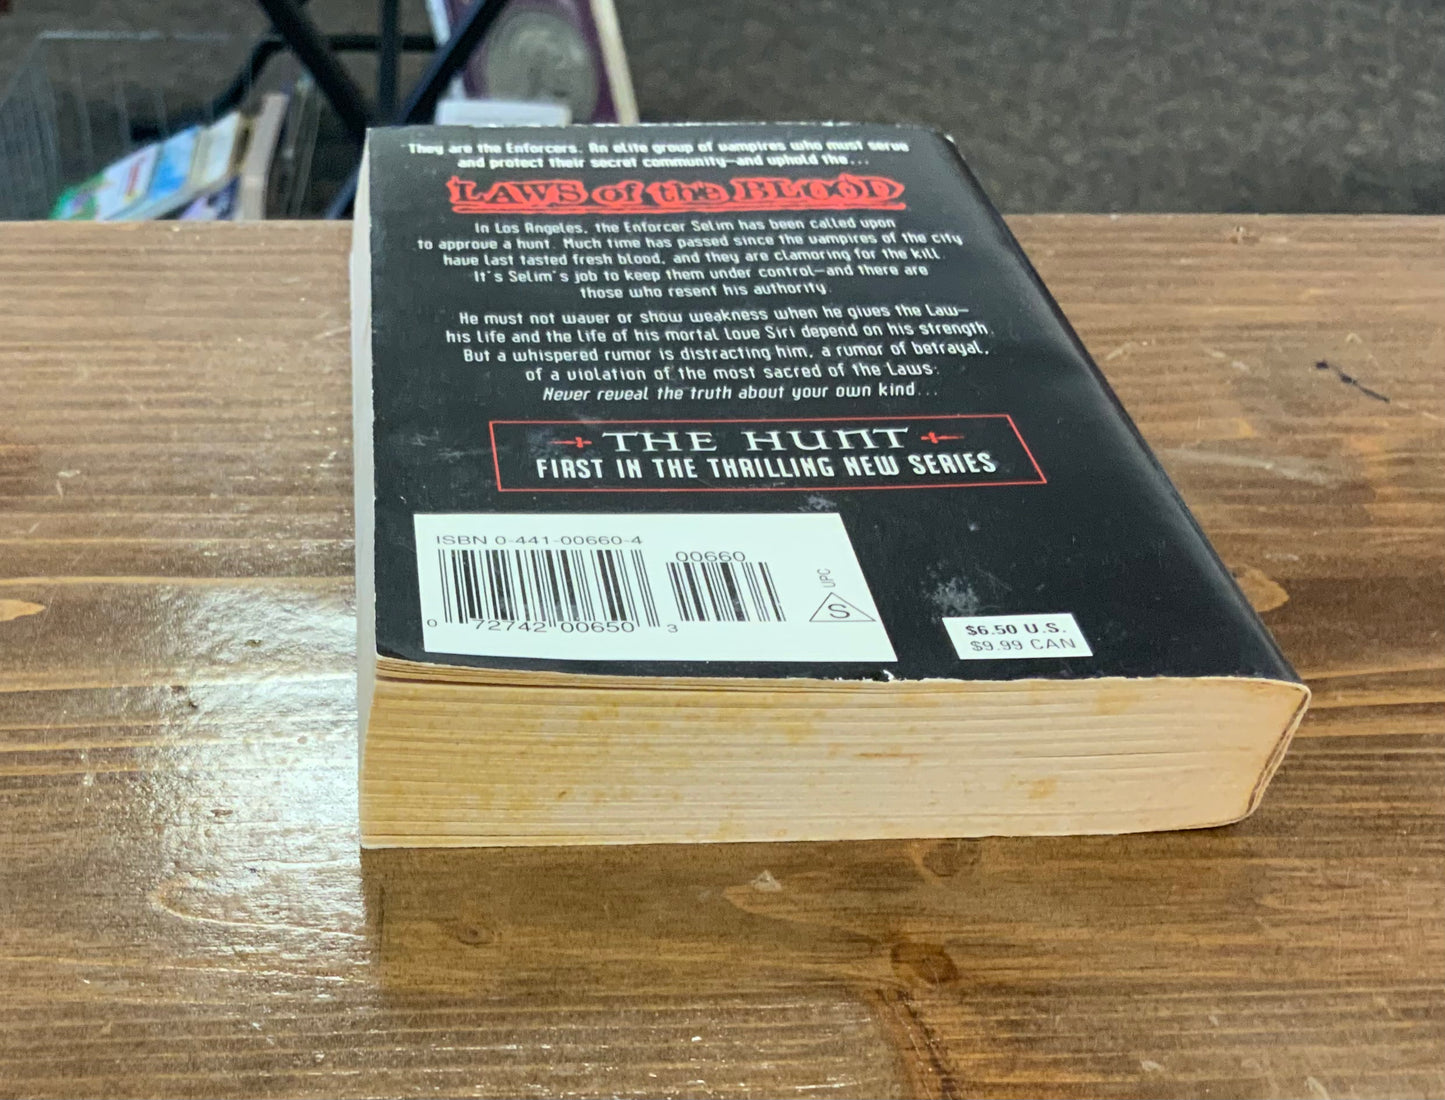 They are the Enforcers. An elite group of vampires who must serve
and protect their secret community—and uphold the...
LAWS of the BLOOD
In Los Angeles, the Enforcer Selim has been called upon
to approve a hunt. Much time has passed since the vampires of the city
have last tasted fresh blood, and they are clamoring for the kill.
It's Selim's job to keep them under control—and there are
those who resent his authority.
He must not waver or show weakness when he gives the Law—
his life and the life of his mortal love Siri depend on his strength.
But a whispered rumor is distracting him, a rumor of betrayal,
of a violation of the most sacred of the Laws:
Never reveal the truth about your own kind...
THE HUNT
FIRST IN THE THRILLING NEW SERIES
ISBN 0-441-00660-4
00660
0 72742 00650 3
UPC
S
$6.50 U.S.
$9.99 CAN